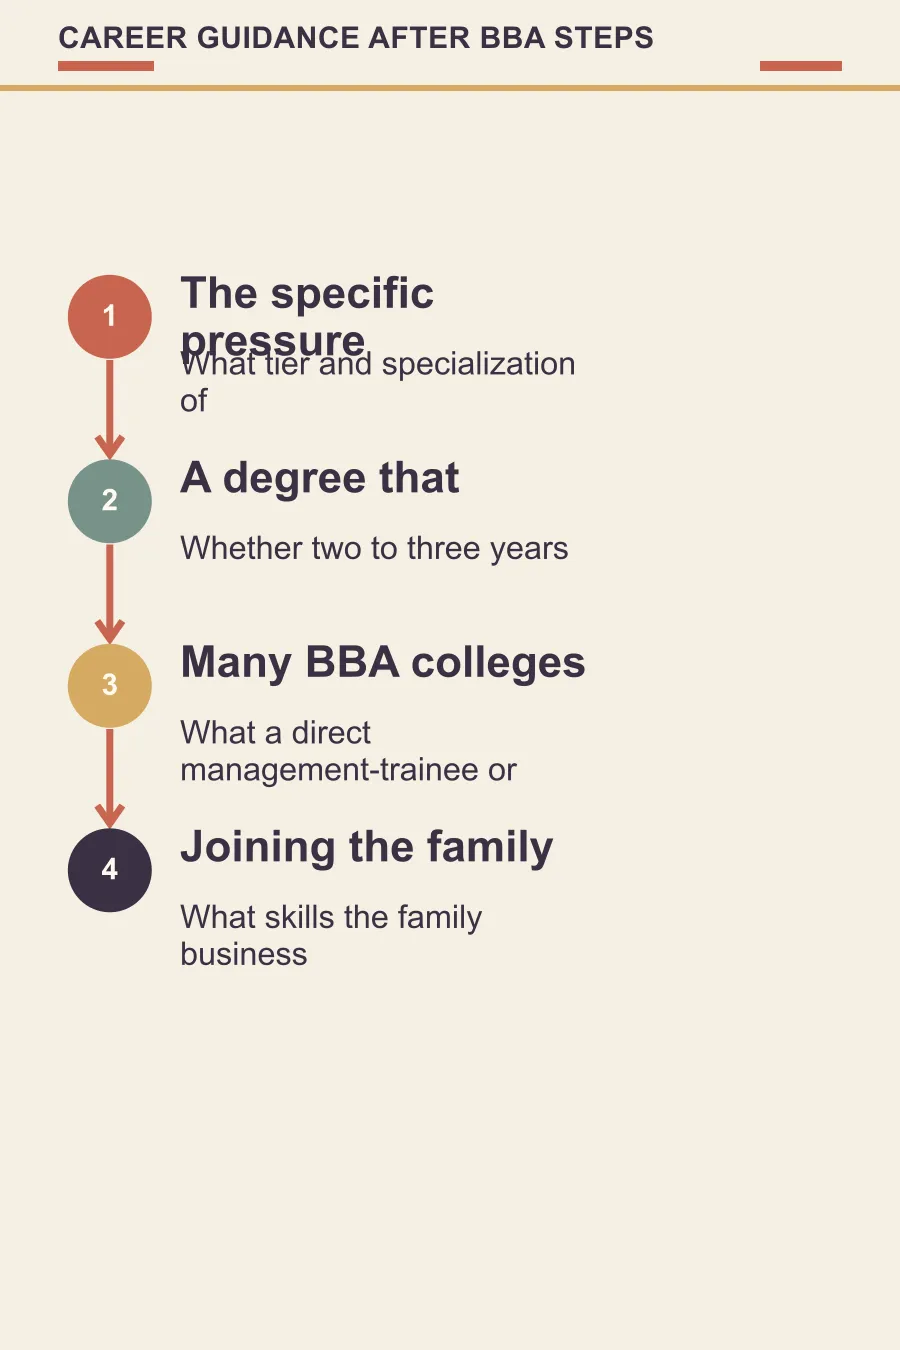 CAREER GUIDANCE AFTER BBA STEPS
1
The specific
pressure
What tier and specialization
of
2
A degree that
Whether two to three years
3
Many BBA colleges
What a direct
management-trainee or
4
Joining the family
What skills the family
business